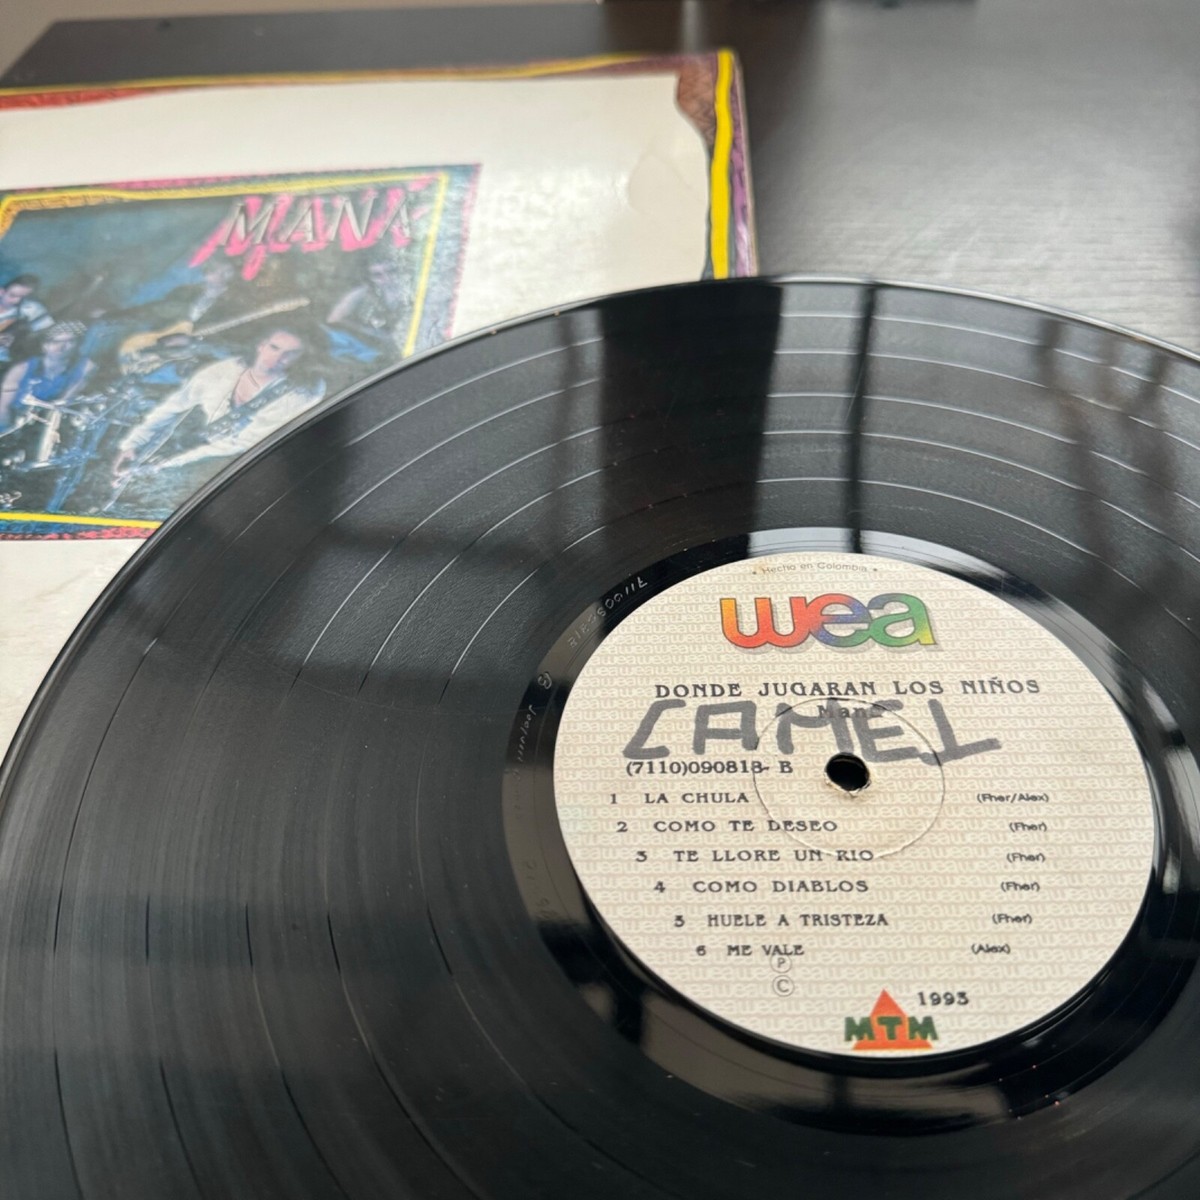 MANA
Hecho en Colombia
wea
DONDE JUGARAN LOS NIÑOS
Mana
CAMEL
(7110)090818- B
1 LA CHULA (Fher/Alex)
2 COMO TE DESEO (Fher)
3 TE LLORE UN RIO (Fher)
4 COMO DIABLOS (Fher)
5 HUELE A TRISTEZA (Fher)
6 ME VALE (Alex)
P
C
1993
MTM